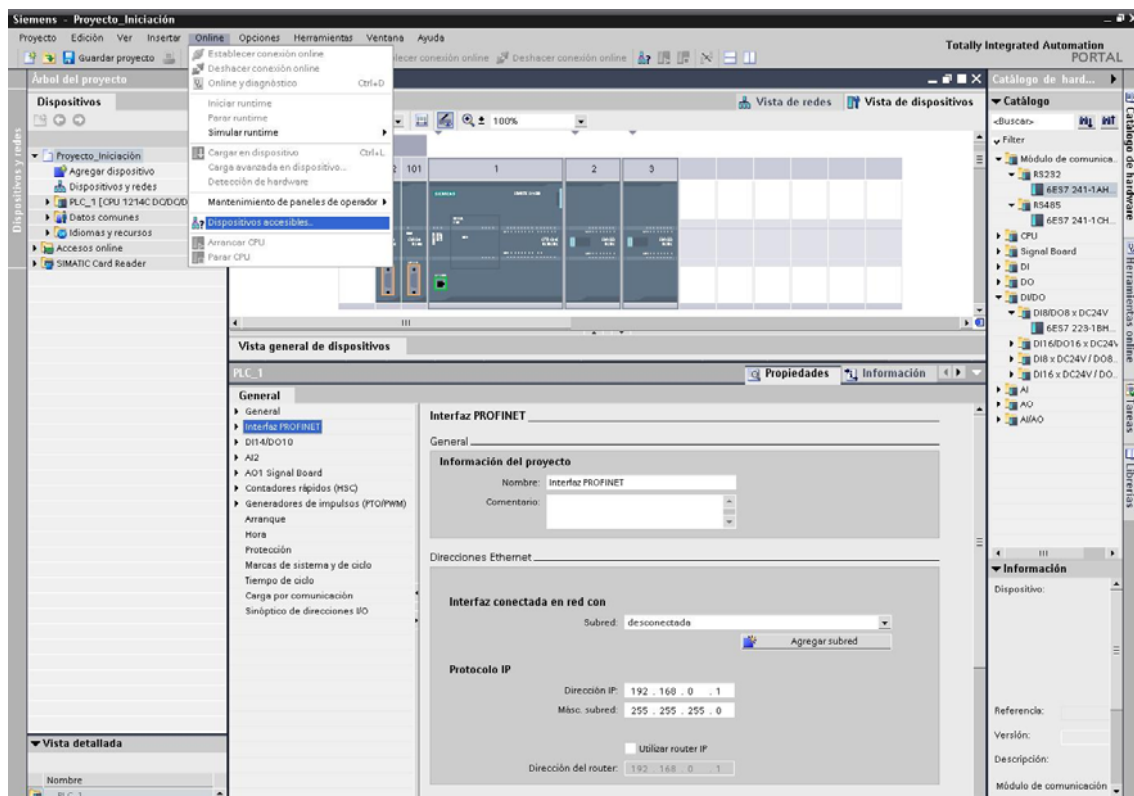 Siemens - Proyecto_Iniciación
Proyecto Edición Ver Insertar Online Opciones Herramientas Ventana Ayuda
Guardar proyecto
conexión online Deshacer conexión online
Totally Integrated Automation
PORTAL
Establecer conexión online
Deshacer conexión online
Online y diagnóstico Ctrl+D
Iniciar runtime
Parar runtime
Simular runtime
Cargar en dispositivo Ctrl+L
Carga avanzada en dispositivo...
Detección de hardware
Mantenimiento de paneles de operador
Dispositivos accesibles...
Arrancar CPU
Parar CPU
Árbol del proyecto
Dispositivos
Dispositivos y redes
Proyecto_Iniciación
Agregar dispositivo
Dispositivos y redes
PLC_1 [CPU 1214C DC/DC/D
Datos comunes
Idiomas y recursos
Accesos online
SIMATIC Card Reader
Vista detallada
Nombre
PLC_1
Vista de redes Vista de dispositivos
100%
101 1 2 3
SIEMENS
Vista general de dispositivos
PLC_1
Propiedades Información
General
General
Interfaz PROFINET
DI14/DO10
AI2
AO1 Signal Board
Contadores rápidos (HSC)
Generadores de impulsos (PTO/PWM)
Arranque
Hora
Protección
Marcas de sistema y de ciclo
Tiempo de ciclo
Carga por comunicación
Sinóptico de direcciones I/O
Interfaz PROFINET
General
Información del proyecto
Nombre: Interfaz PROFINET
Comentario:
Direcciones Ethernet
Interfaz conectada en red con
Subred: desconectada
Agregar subred
Protocolo IP
Dirección IP: 192 . 168 . 0 . 1
Másc. subred: 255 . 255 . 255 . 0
Utilizar router IP
Dirección del router: 192 . 168 . 0 . 1
Catálogo de hard...
Catálogo
<Buscar>
Filter
Módulo de comunica..
RS232
6ES7 241-1AH..
RS485
6ES7 241-1CH..
CPU
Signal Board
DI
DO
DI/DO
DI8/DO8 x DC24V
6ES7 223-1BH..
DI16/DO16 x DC24V
DI8 x DC24V / DO8..
DI16 x DC24V / DO..
AI
AO
AI/AO
Información
Dispositivo:
Referencia:
Versión:
Descripción:
Módulo de comunicación
Catálogo de hardware
Herramientas online
Tareas
Librerías